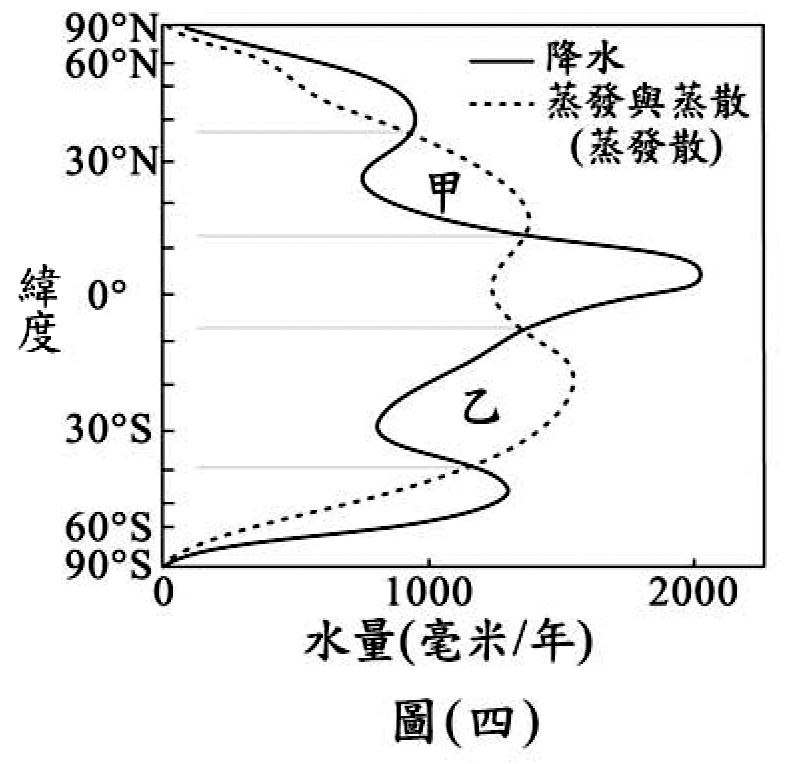 90°N
60°N
30°N
0°
30°S
60°S
90°S
緯度
降水
蒸發與蒸散
(蒸發散)
甲
乙
0 1000 2000
水量(毫米/年)
圖(四)